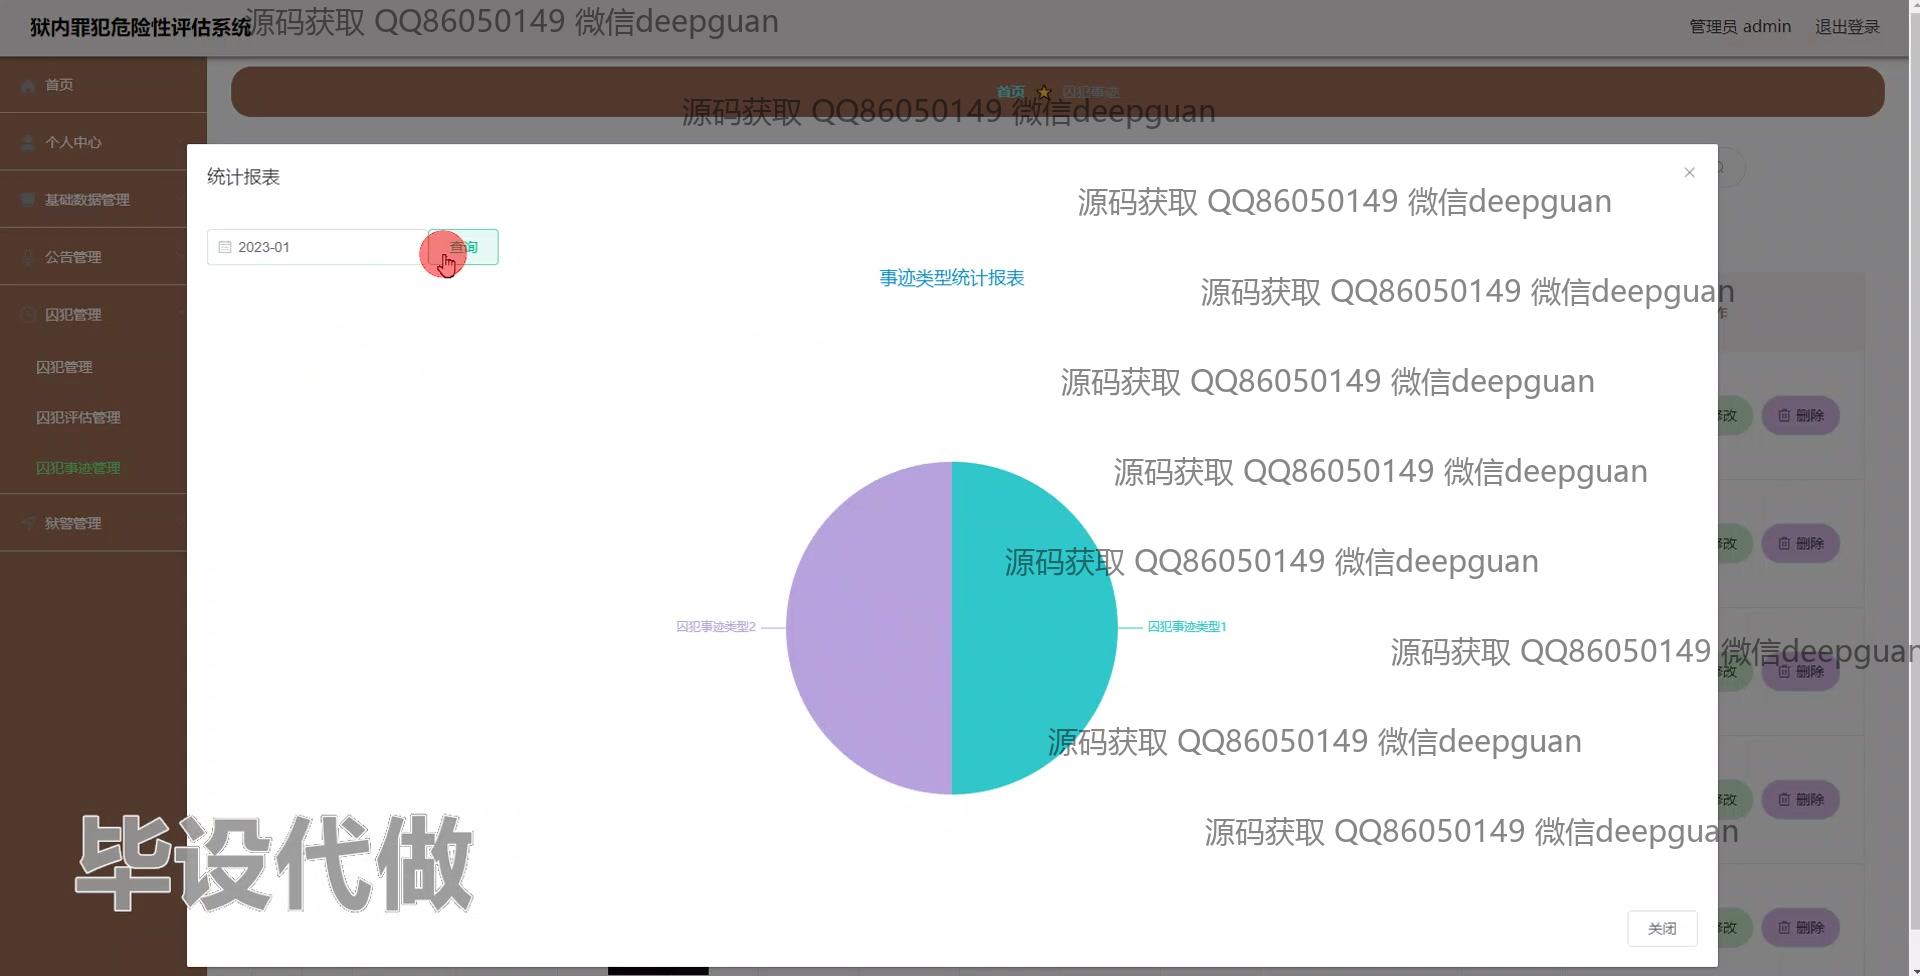 狱内罪犯危险性评估系统
源码获取 QQ86050149 微信deepguan
管理员 admin
退出登录
首页
首页
囚犯事迹
源码获取 QQ86050149 微信deepguan
个人中心
统计报表
基础数据管理
源码获取 QQ86050149 微信deepguan
2023-01
查询
公告管理
事迹类型统计报表
源码获取 QQ86050149 微信deepguan
作
囚犯管理
囚犯管理
源码获取 QQ86050149 微信deepguan
囚犯评估管理
修改
删除
囚犯事迹管理
源码获取 QQ86050149 微信deepguan
狱警管理
修改
删除
源码获取 QQ86050149 微信deepguan
囚犯事迹类型2
囚犯事迹类型1
源码获取 QQ86050149 微信deepguan
修改
删除
源码获取 QQ86050149 微信deepguan
修改
删除
源码获取 QQ86050149 微信deepguan
毕设代做
关闭
修改
删除